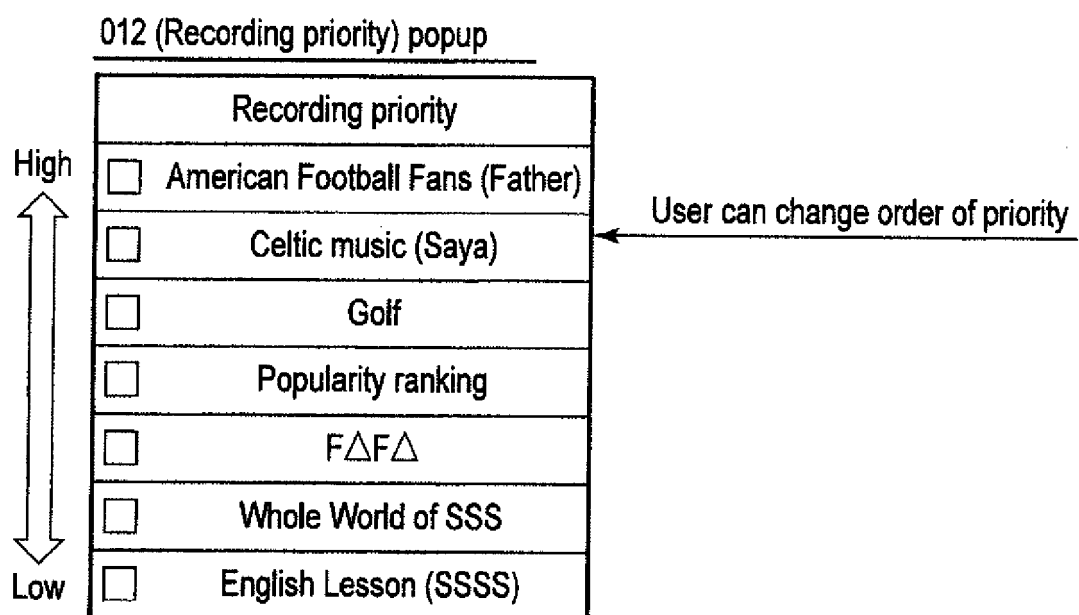 012 (Recording priority) popup
Recording priority
High
American Football Fans (Father)
User can change order of priority
Celtic music (Saya)
Golf
Popularity ranking
F△F△
Whole World of SSS
Low
English Lesson (SSSS)